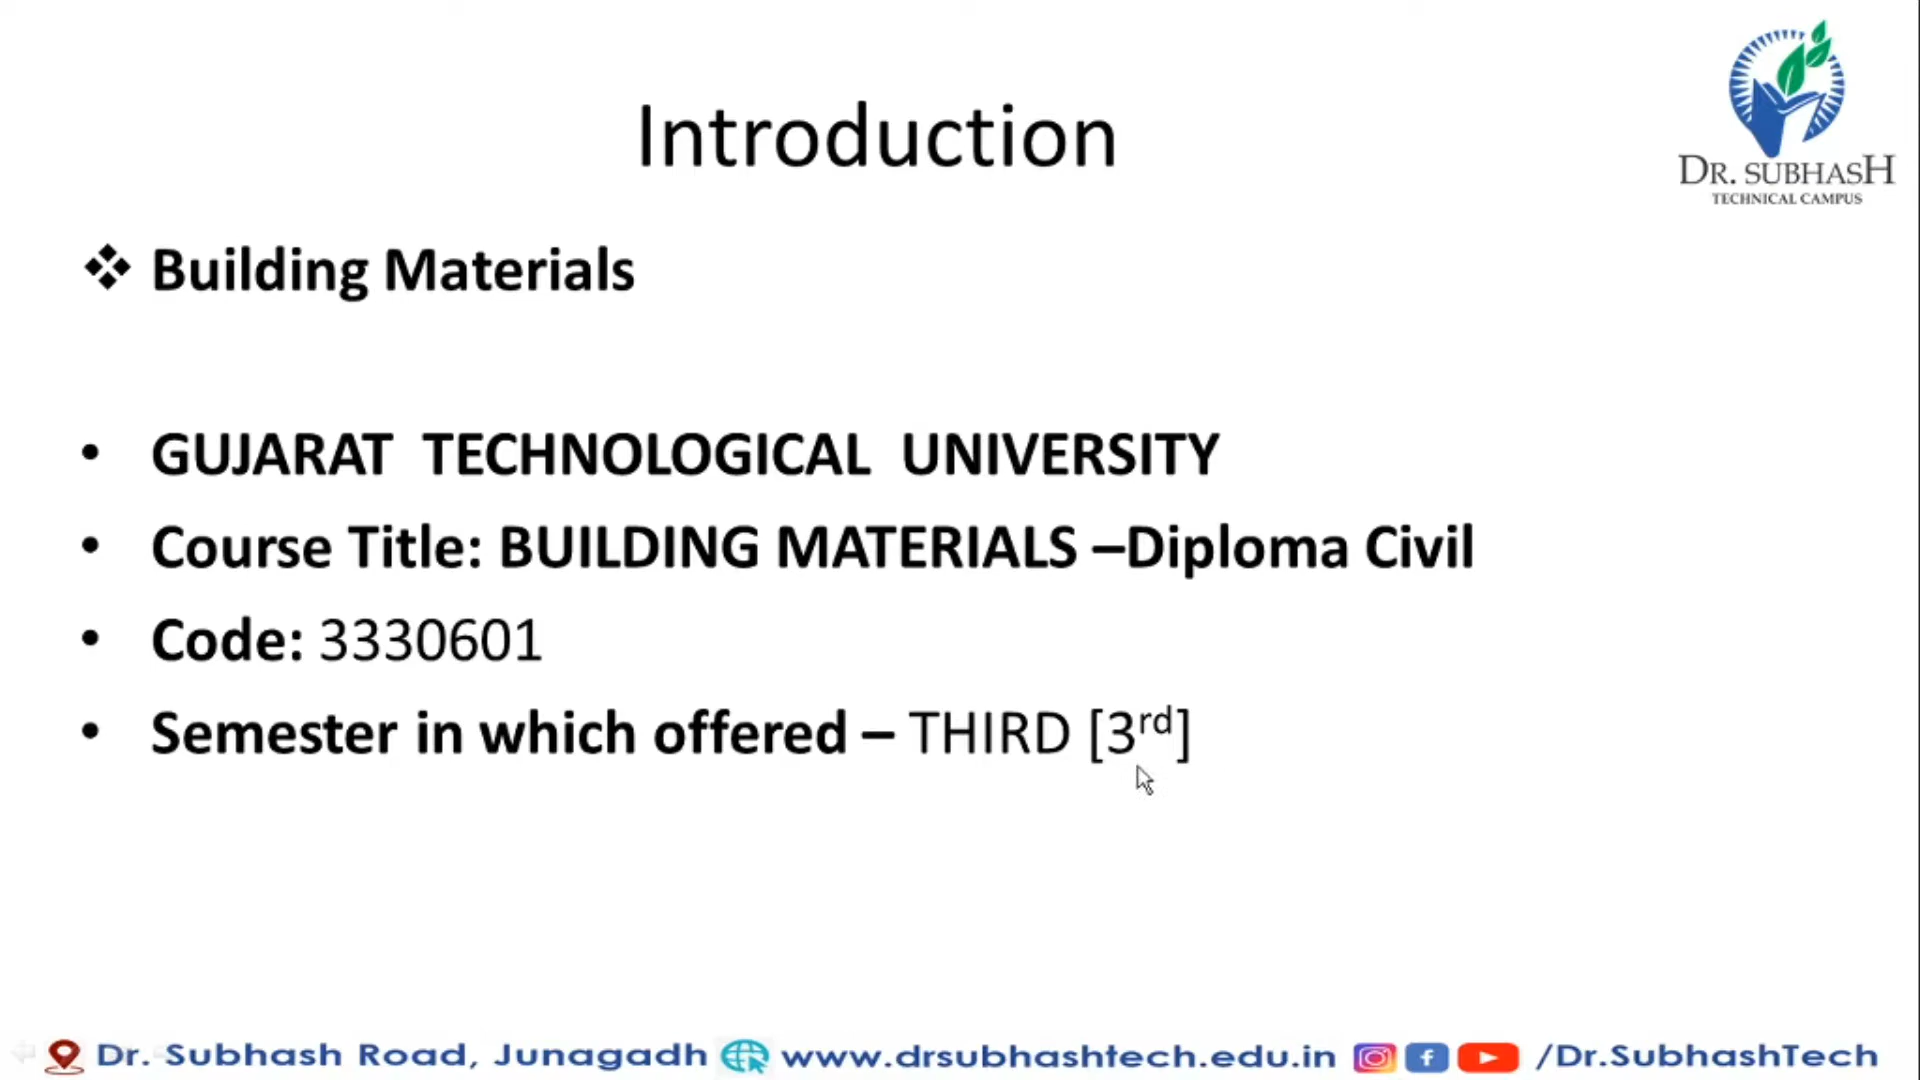 Introduction
DR. SUBHASH
TECHNICAL CAMPUS
❖ Building Materials
• GUJARAT TECHNOLOGICAL UNIVERSITY
• Course Title: BUILDING MATERIALS –Diploma Civil
• Code: 3330601
• Semester in which offered – THIRD [3rd]
Dr. Subhash Road, Junagadh www.drsubhashtech.edu.in /Dr.SubhashTech